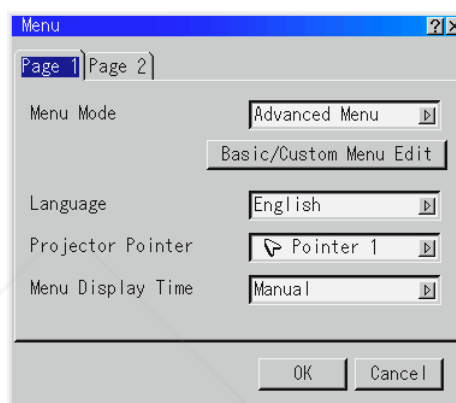 Menu ?×
Page 1 Page 2
Menu Mode Advanced Menu
Basic/Custom Menu Edit
Language English
Projector Pointer Pointer 1
Menu Display Time Manual
OK Cancel